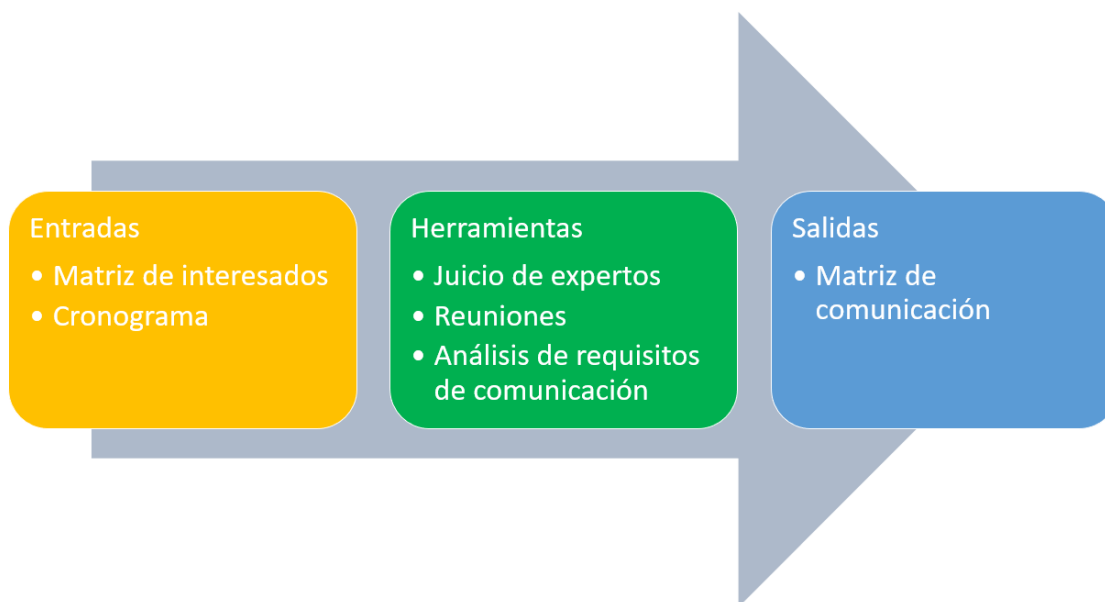 Entradas
• Matriz de interesados
• Cronograma
Herramientas
• Juicio de expertos
• Reuniones
• Análisis de requisitos
de comunicación
Salidas
• Matriz de
comunicación